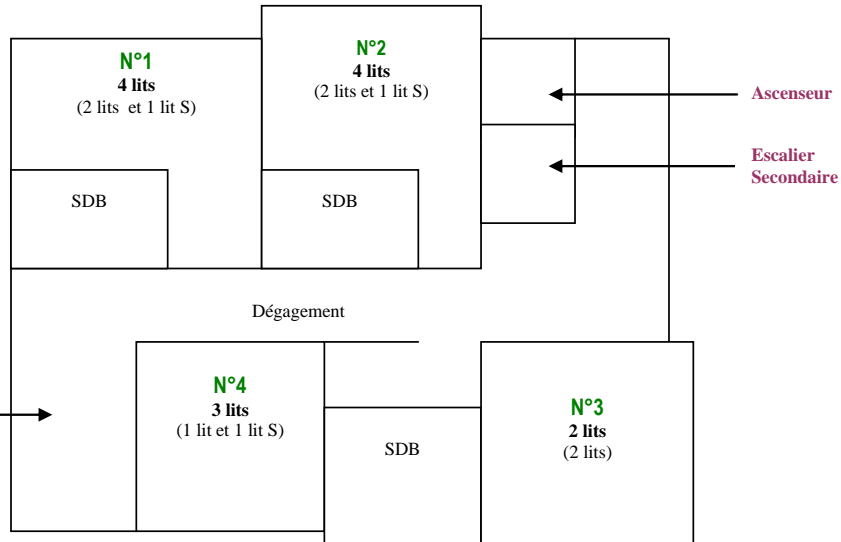 N°1
4 lits
(2 lits et 1 lit S)
N°2
4 lits
(2 lits et 1 lit S)
Ascenseur
Escalier
Secondaire
SDB
SDB
Dégagement
N°4
3 lits
(1 lit et 1 lit S)
SDB
N°3
2 lits
(2 lits)